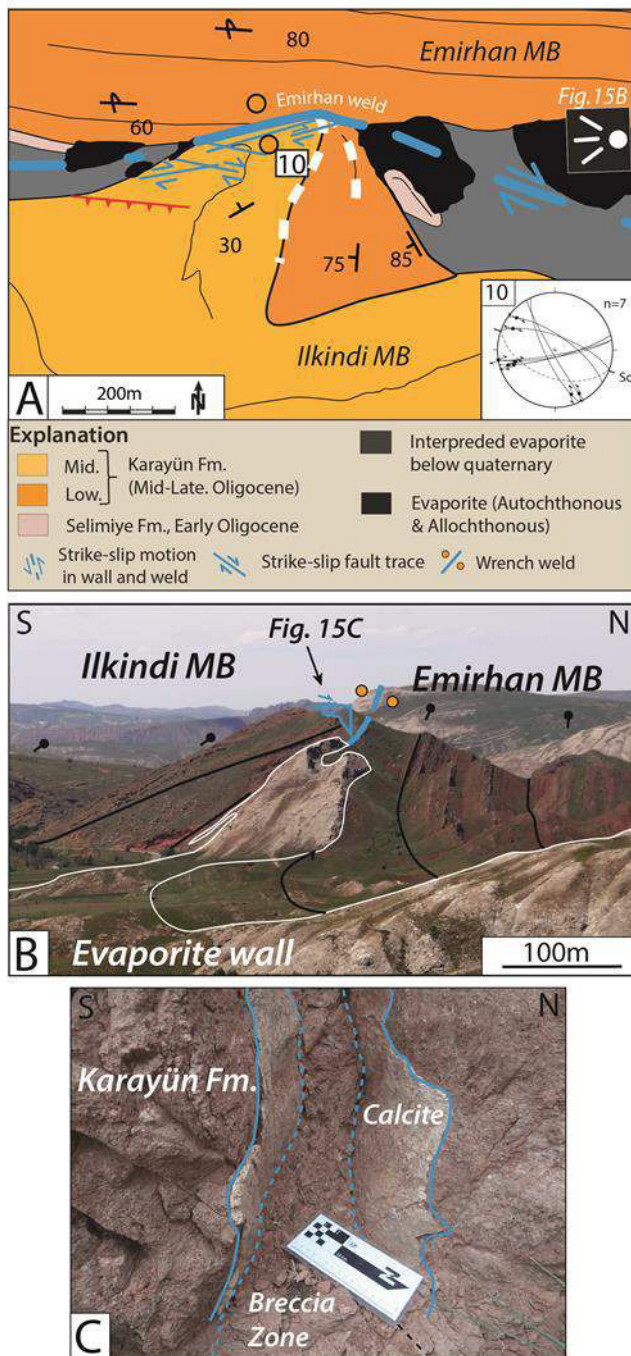 80
Emirhan MB
Emirhan weld
Fig.15B
60
10
30
75
85
10
n=7
Ilkindi MB
A
200m
N
Explanation
Mid.
Low.
Karayün Fm.
(Mid-Late. Oligocene)
Selimiye Fm., Early Oligocene
Interpreded evaporite
below quaternary
Evaporite (Autochthonous
& Allochthonous)
Strike-slip motion
in wall and weld
Strike-slip fault trace
Wrench weld
S
N
Fig. 15C
Ilkindi MB
Emirhan MB
B
Evaporite wall
100m
S
N
Karayün Fm.
Calcite
Breccia
Zone
C